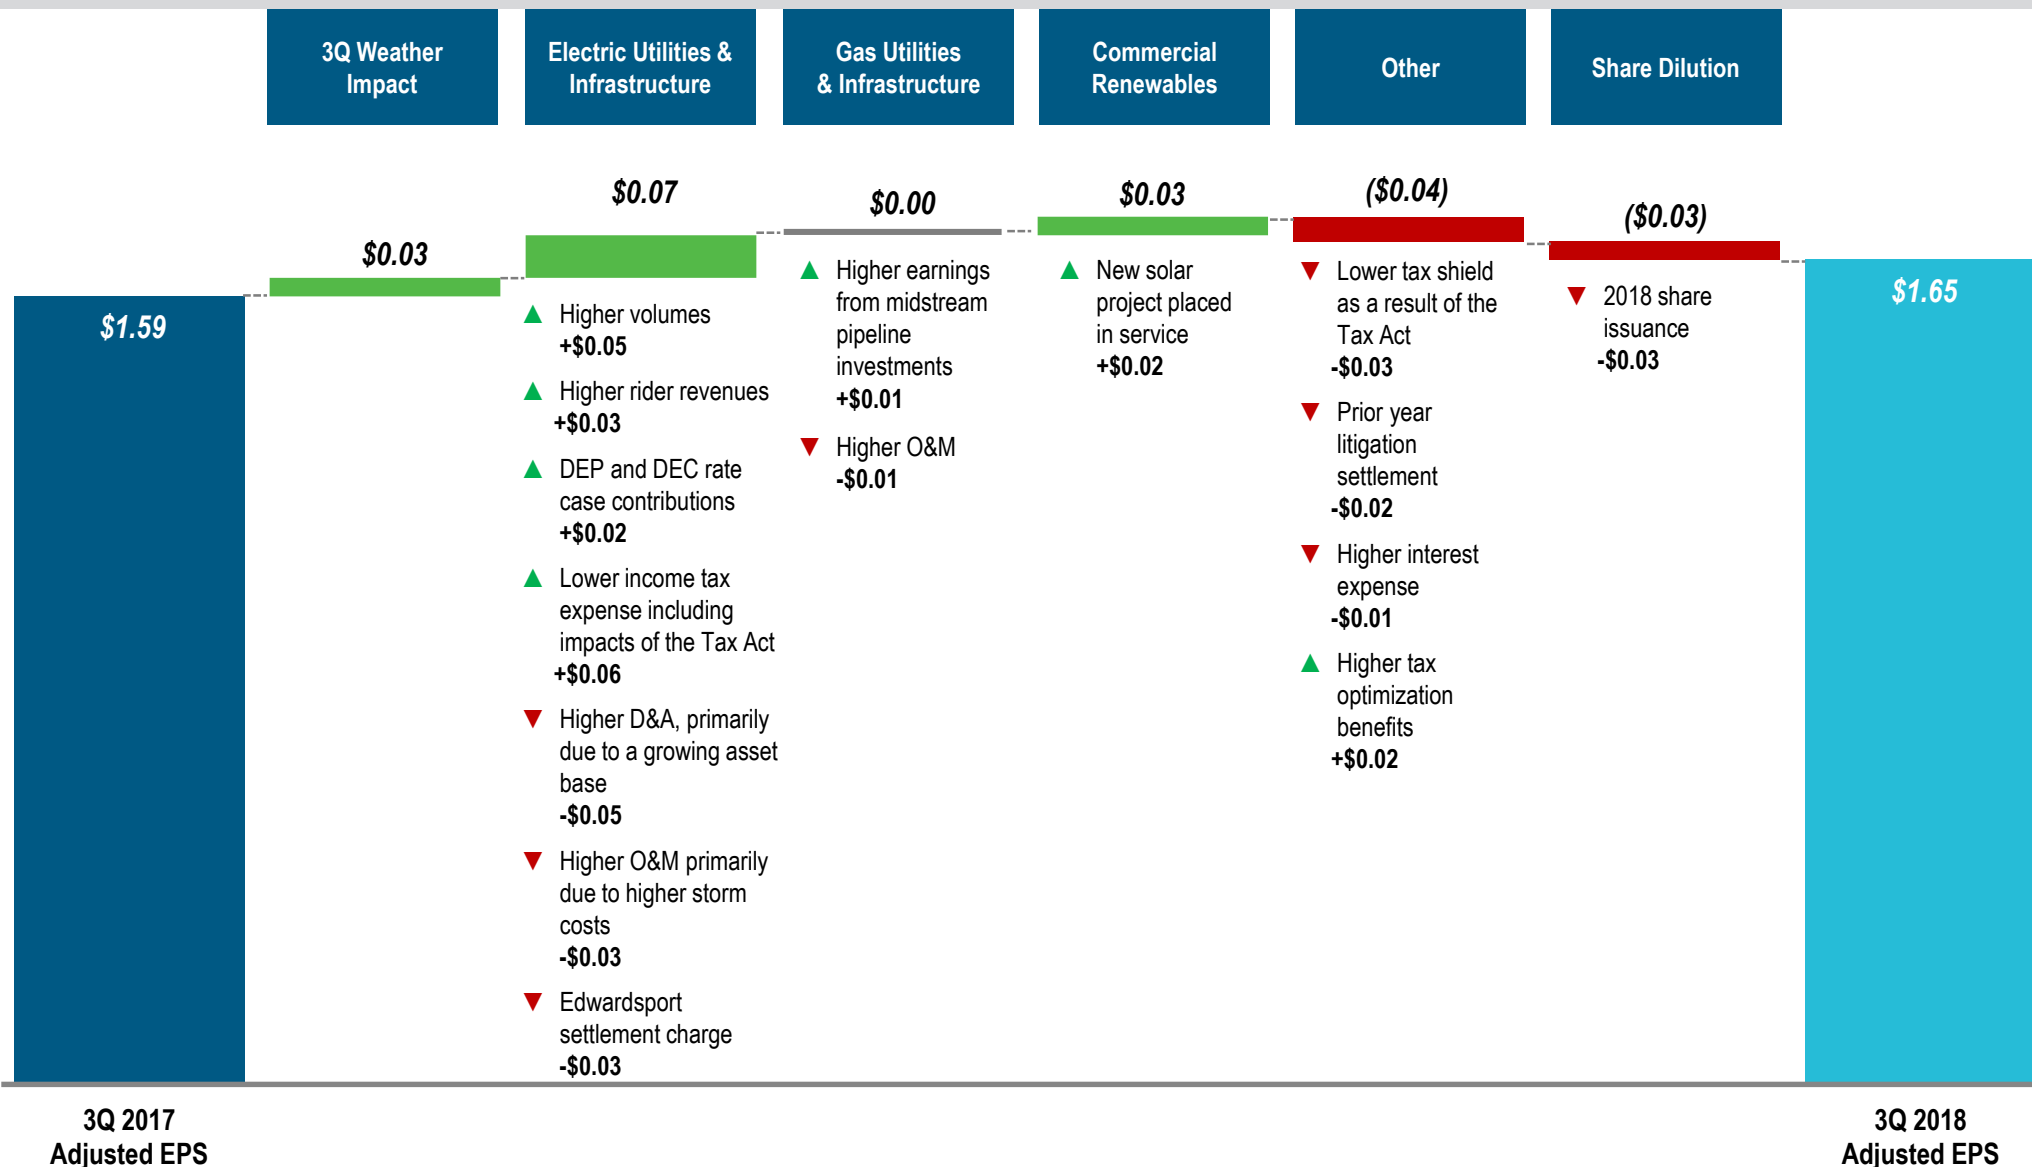 3Q Weather
Impact
Electric Utilities &
Infrastructure
Gas Utilities
& Infrastructure
Commercial
Renewables
Other
Share Dilution
$1.59
$0.03
$0.07
▲ Higher volumes
+$0.05
▲ Higher rider revenues
+$0.03
▲ DEP and DEC rate
case contributions
+$0.02
▲ Lower income tax
expense including
impacts of the Tax Act
+$0.06
▼ Higher D&A, primarily
due to a growing asset
base
-$0.05
▼ Higher O&M primarily
due to higher storm
costs
-$0.03
▼ Edwardsport
settlement charge
-$0.03
$0.00
▲ Higher earnings
from midstream
pipeline
investments
+$0.01
▼ Higher O&M
-$0.01
$0.03
▲ New solar
project placed
in service
+$0.02
($0.04)
▼ Lower tax shield
as a result of the
Tax Act
-$0.03
▼ Prior year
litigation
settlement
-$0.02
▼ Higher interest
expense
-$0.01
▲ Higher tax
optimization
benefits
+$0.02
($0.03)
▼ 2018 share
issuance
-$0.03
$1.65
3Q 2017
Adjusted EPS
3Q 2018
Adjusted EPS